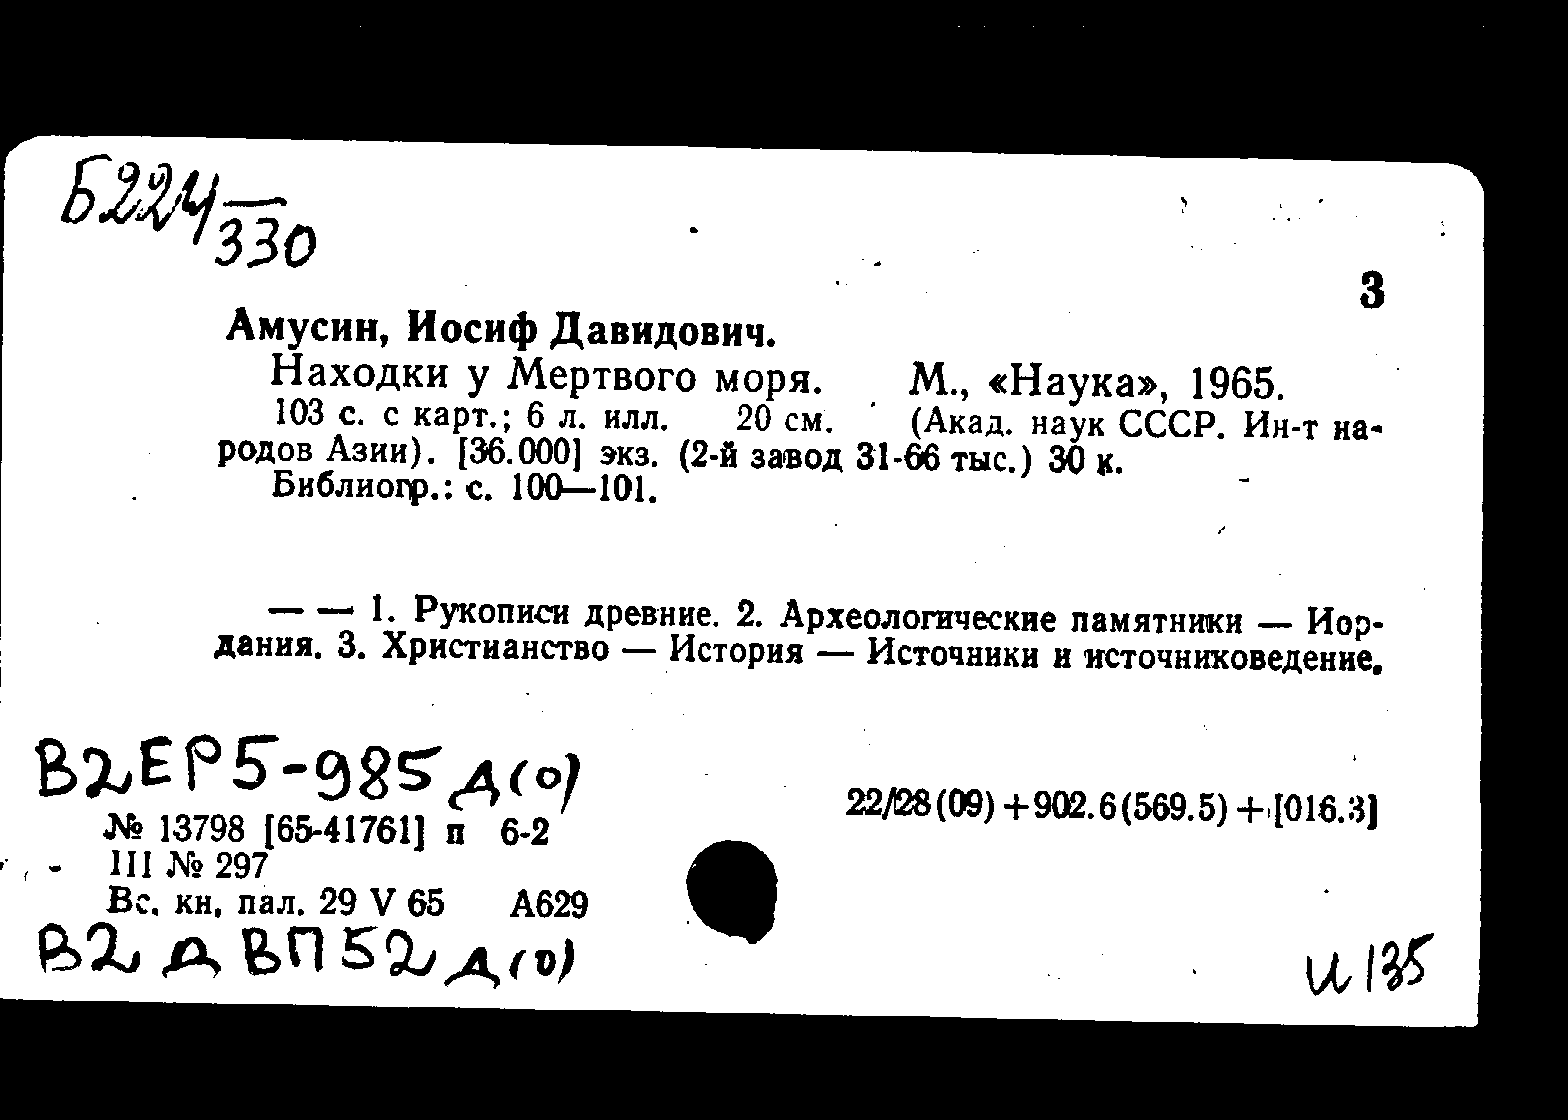 Б224/330
3
Амусин, Иосиф Давидович.
Находки у Мертвого моря. М., «Наука», 1965.
103 с. с карт.; 6 л. илл. 20 см. (Акад. наук СССР. Ин-т на-
родов Азии). [36.000] экз. (2-й завод 31-66 тыс.) 30 к.
Библиогр.: с. 100—101.
— — 1. Рукописи древние. 2. Археологические памятники — Иор-
дания. 3. Христианство — История — Источники и источниковедение.
В2ЕР5-985 Д(0)
22/28(09)+902.6(569.5)+[016.3]
№ 13798 [65-41761] п 6-2
III № 297
Вс. кн. пал. 29 V 65 А629
В2 Д ВП52 Д(0)
И135